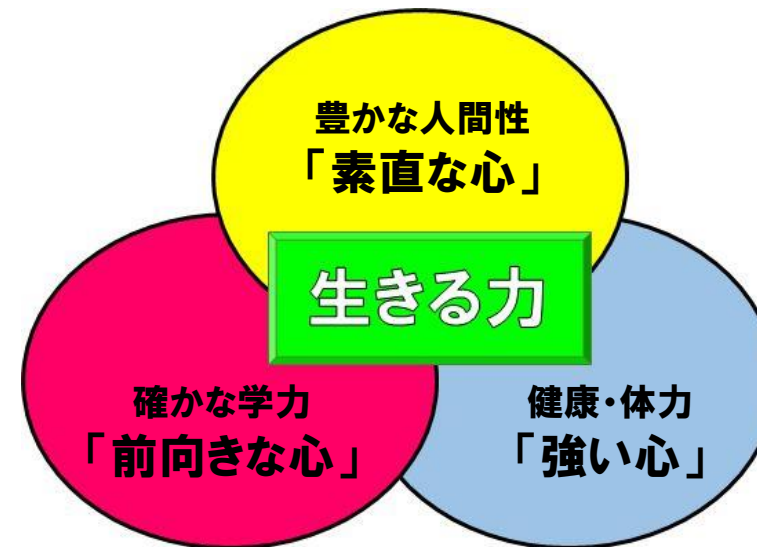 豊かな人間性
「素直な心」
生きる力
確かな学力
「前向きな心」
健康・体力
「強い心」